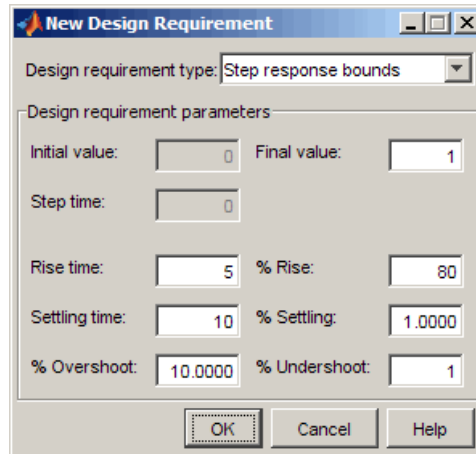 New Design Requirement
Design requirement type: Step response bounds
Design requirement parameters
Initial value: 0 Final value: 1
Step time: 0
Rise time: 5 % Rise: 80
Settling time: 10 % Settling: 1.0000
% Overshoot: 10.0000 % Undershoot: 1
OK Cancel Help